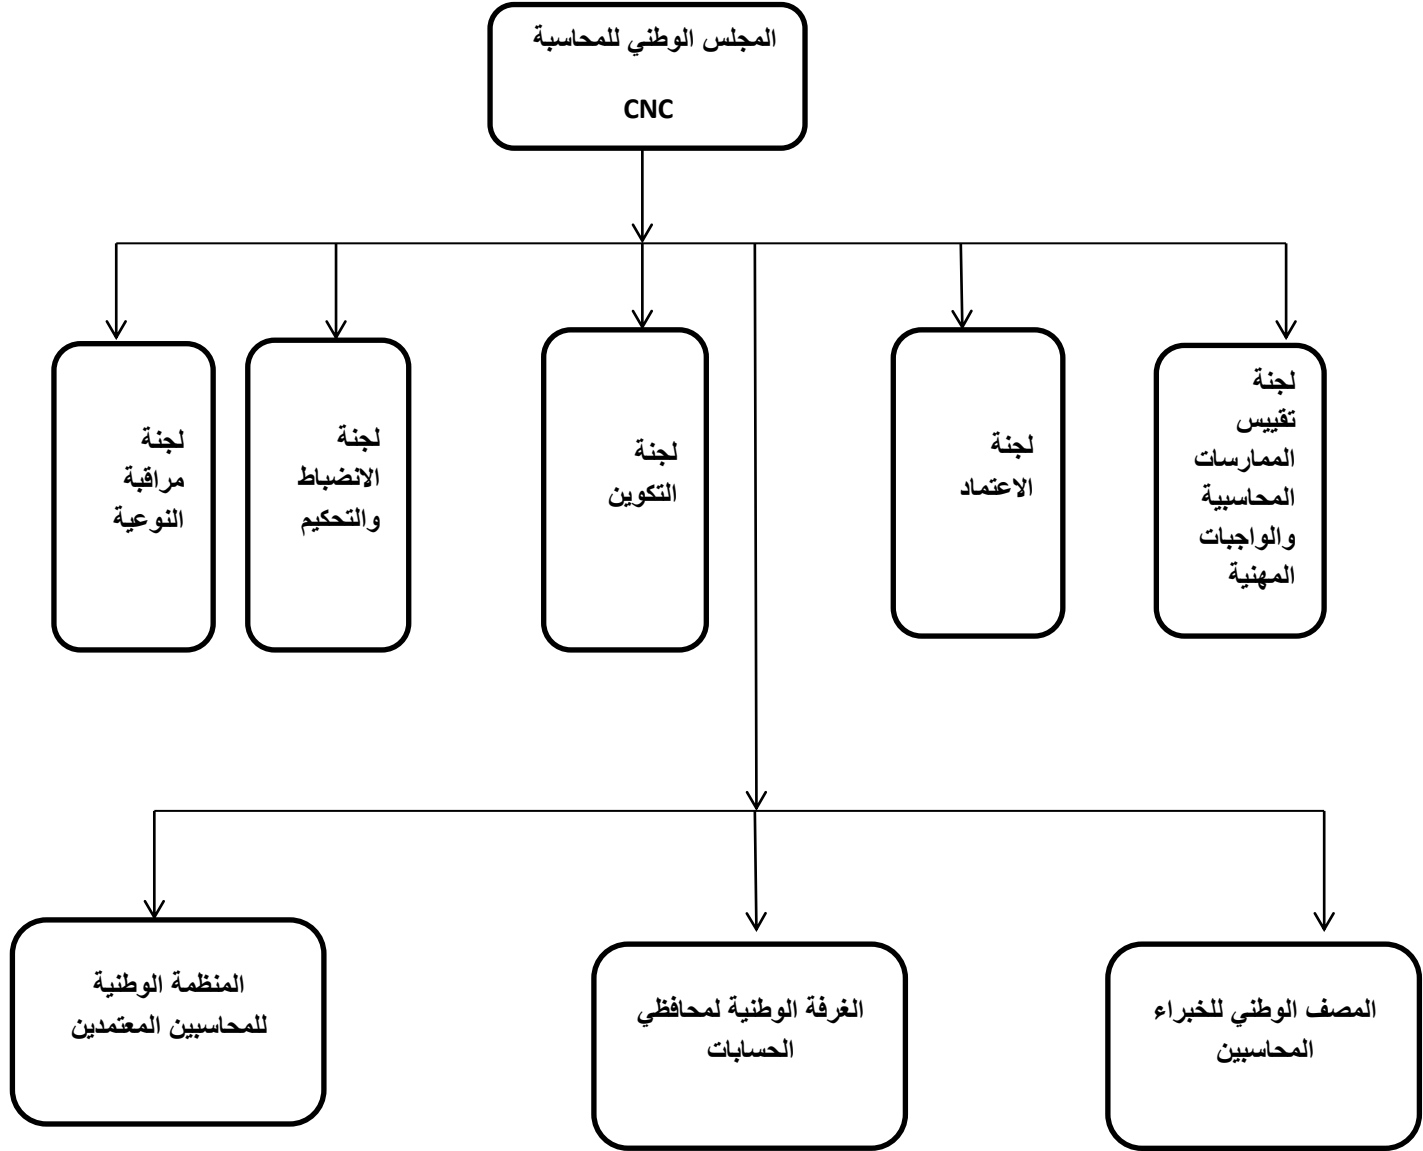 المجلس الوطني للمحاسبة
CNC
لجنة
تقييس
الممارسات
المحاسبية
والواجبات
المهنية
لجنة
الاعتماد
لجنة
التكوين
لجنة
الانضباط
والتحكيم
لجنة
مراقبة
النوعية
المصف الوطني للخبراء
المحاسبين
الغرفة الوطنية لمحافظي
الحسابات
المنظمة الوطنية
للمحاسبين المعتمدين